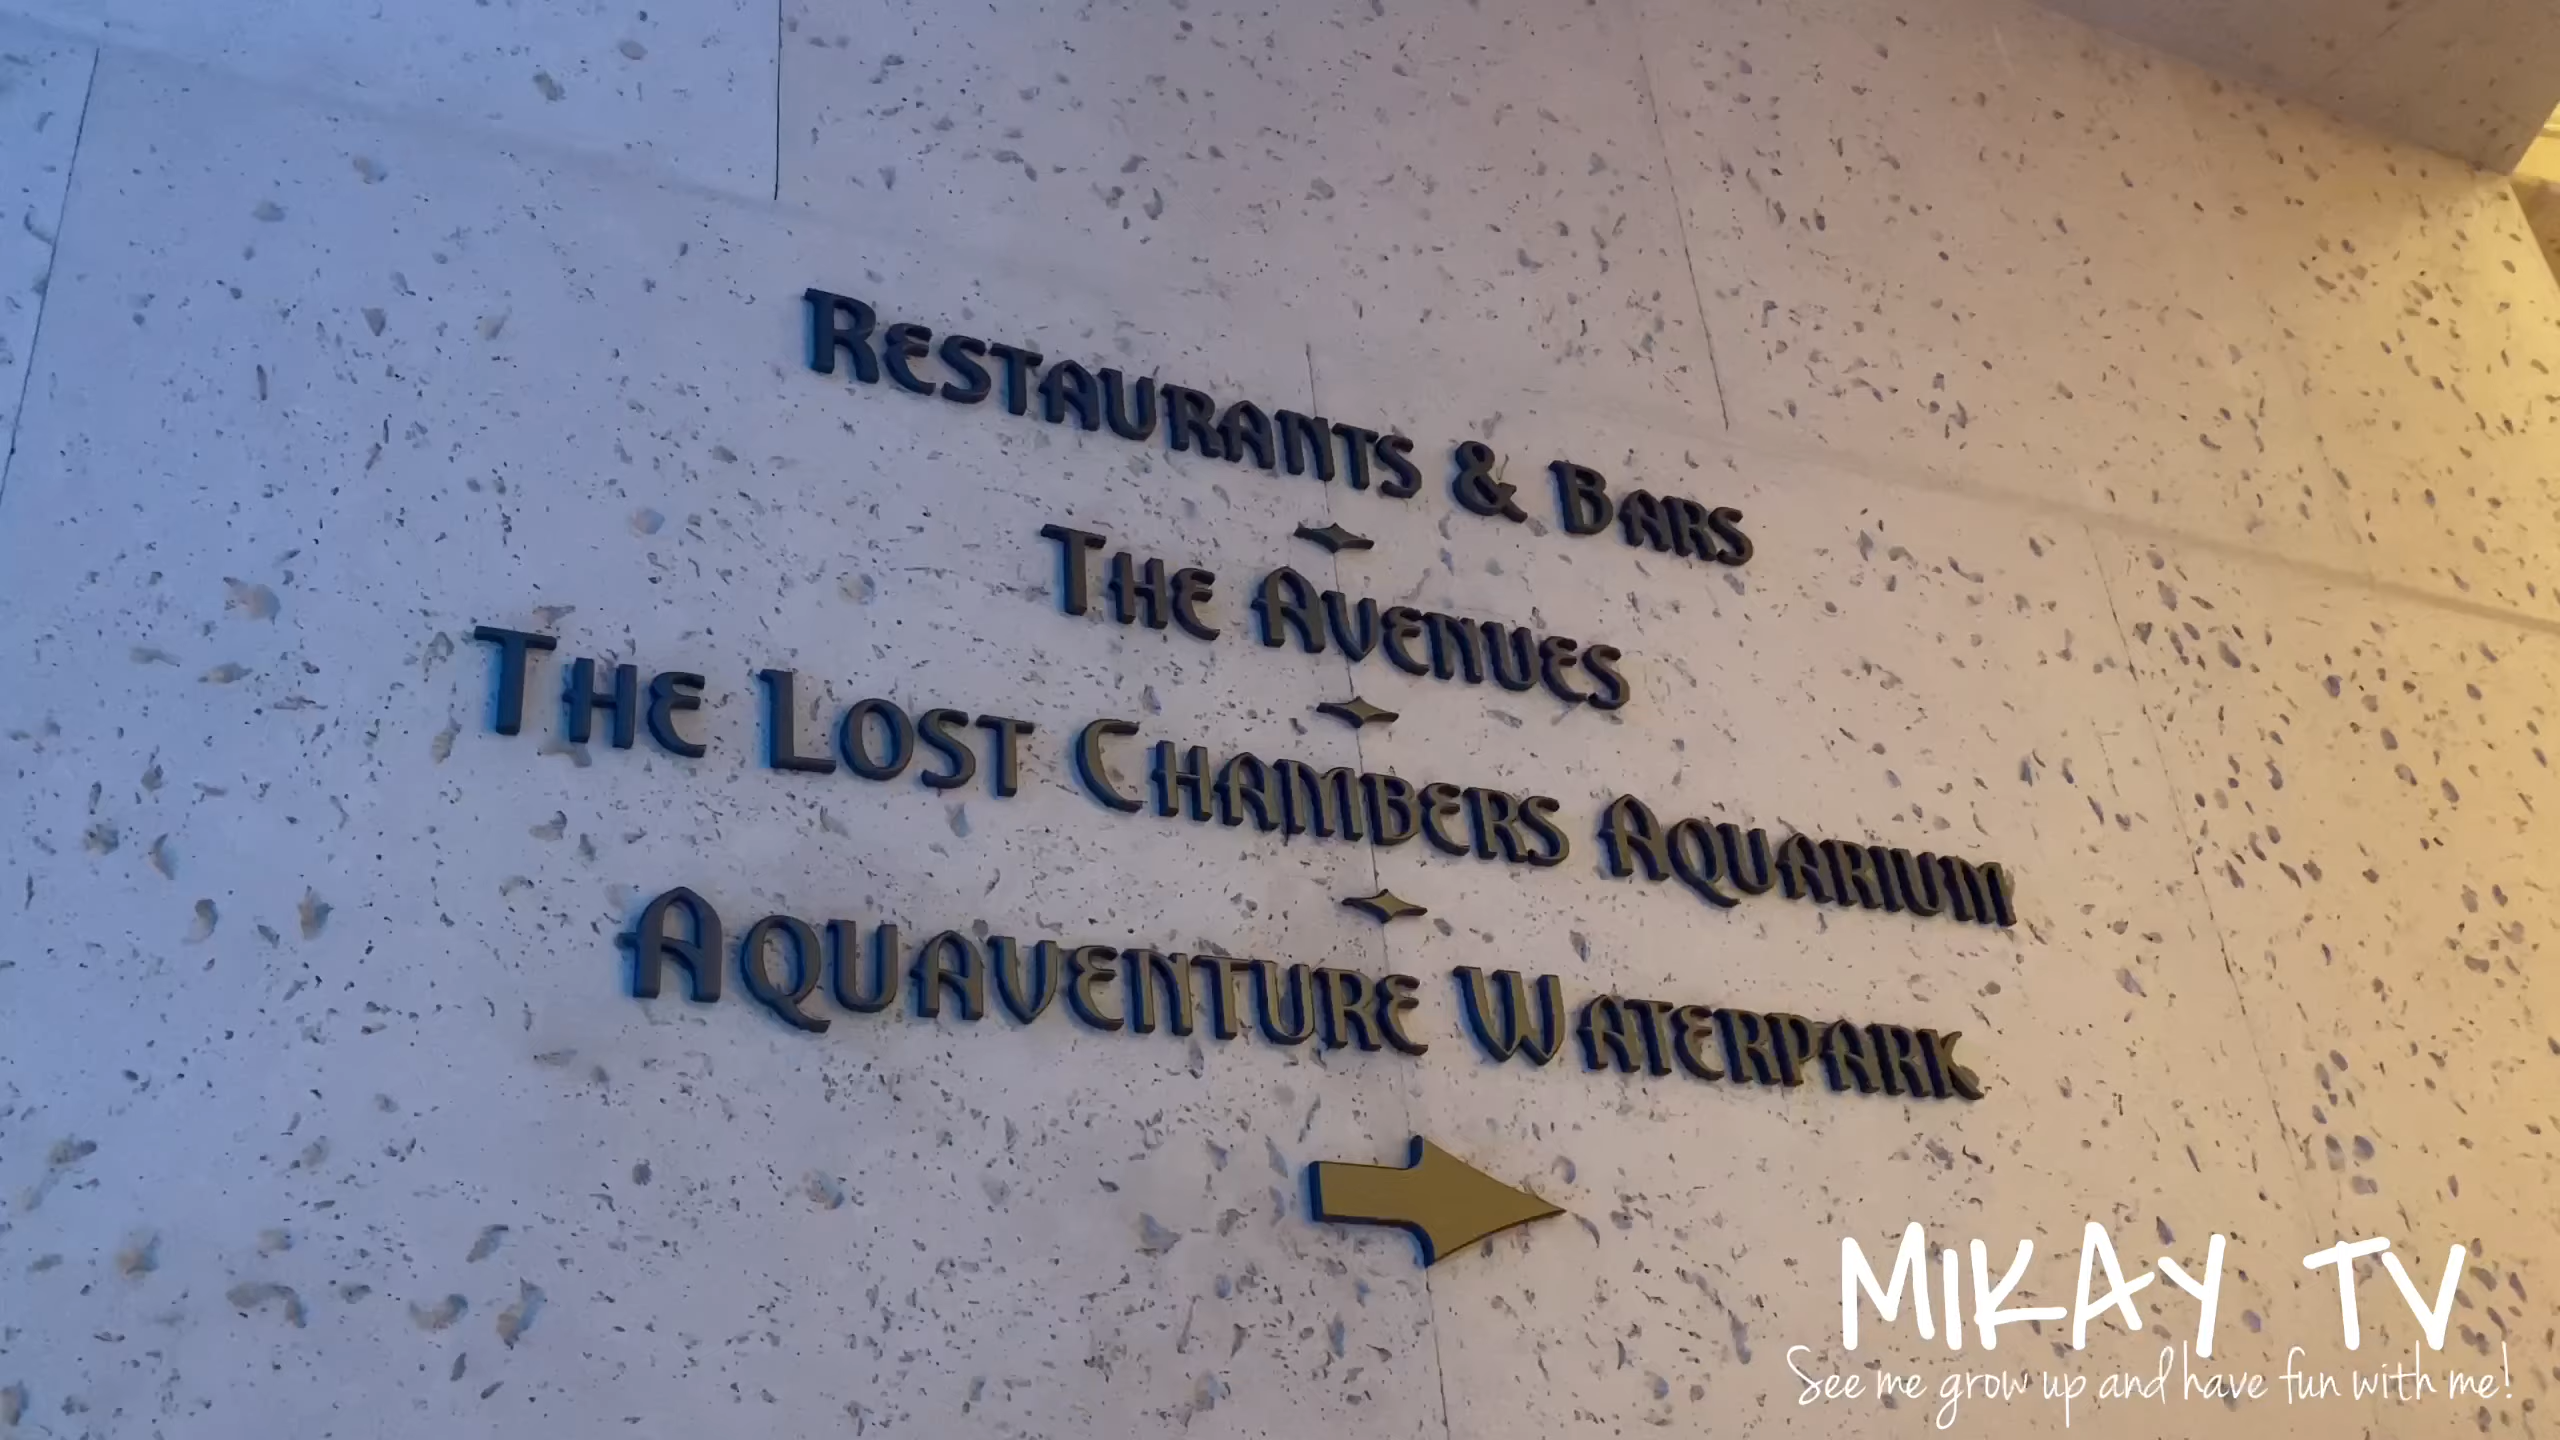 Restaurants & Bars
The Avenues
The Lost Chambers Aquarium
Aquaventure Waterpark
MIKAY TV
See me grow up and have fun with me!